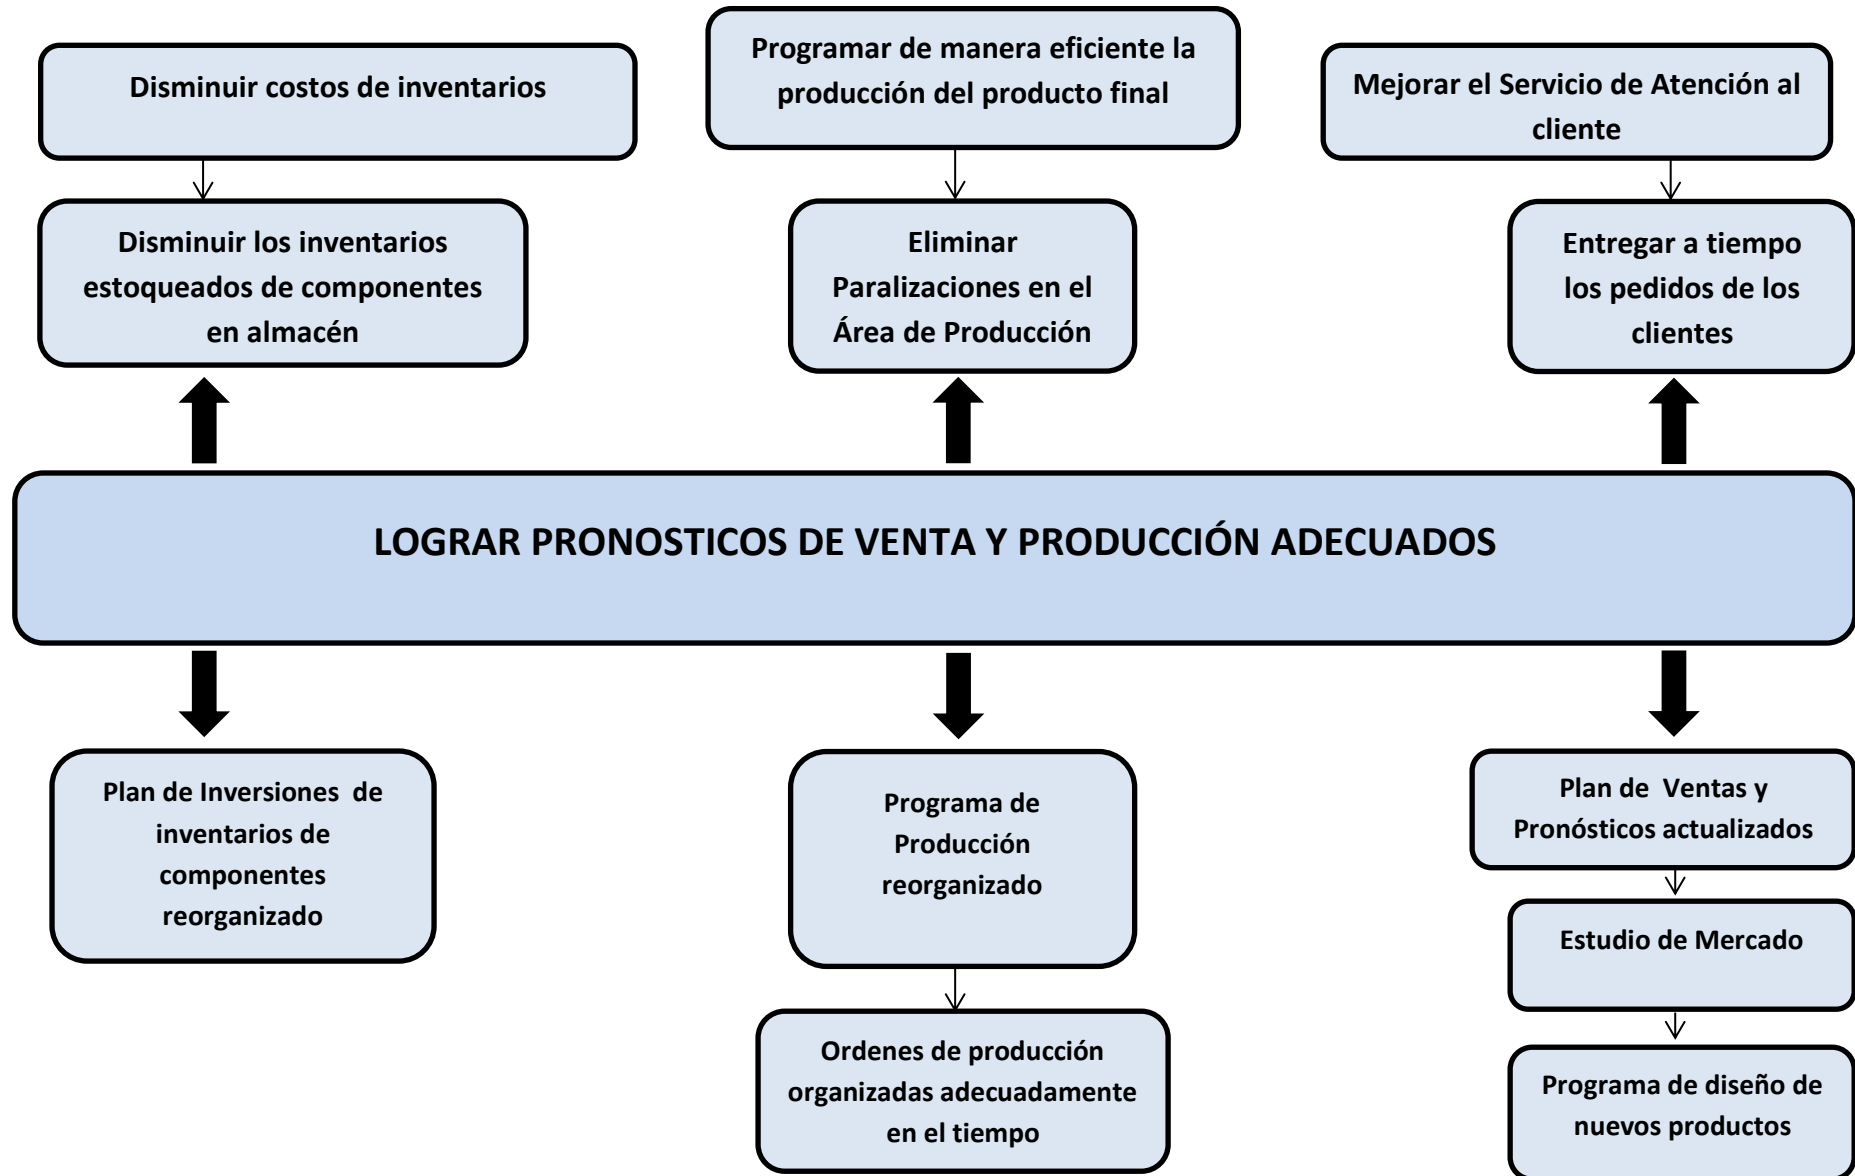 Disminuir costos de inventarios
Programar de manera eficiente la
producción del producto final
Mejorar el Servicio de Atención al
cliente
Disminuir los inventarios
estoqueados de componentes
en almacén
Eliminar
Paralizaciones en el
Área de Producción
Entregar a tiempo
los pedidos de los
clientes
LOGRAR PRONOSTICOS DE VENTA Y PRODUCCIÓN ADECUADOS
Plan de Inversiones  de
inventarios de
componentes
reorganizado
Programa de
Producción
reorganizado
Plan de  Ventas y
Pronósticos actualizados
Estudio de Mercado
Ordenes de producción
organizadas adecuadamente
en el tiempo
Programa de diseño de
nuevos productos